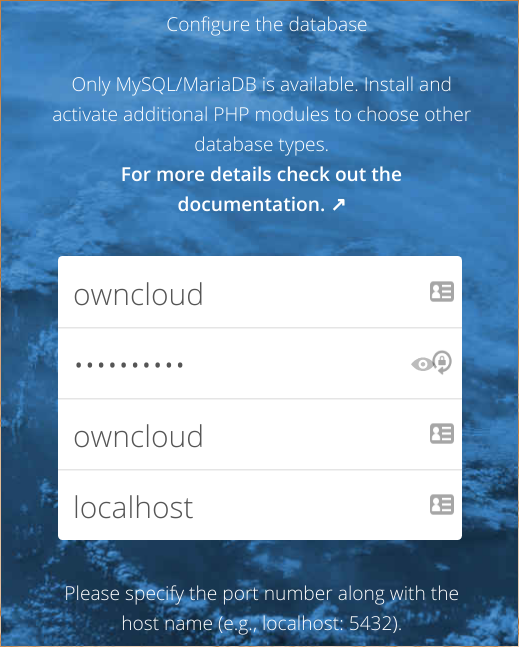 Configure the database
Only MySQL/MariaDB is available. Install and
activate additional PHP modules to choose other
database types.
For more details check out the
documentation. ↗
owncloud
••••••••••
owncloud
localhost
Please specify the port number along with the
host name (e.g., localhost: 5432).